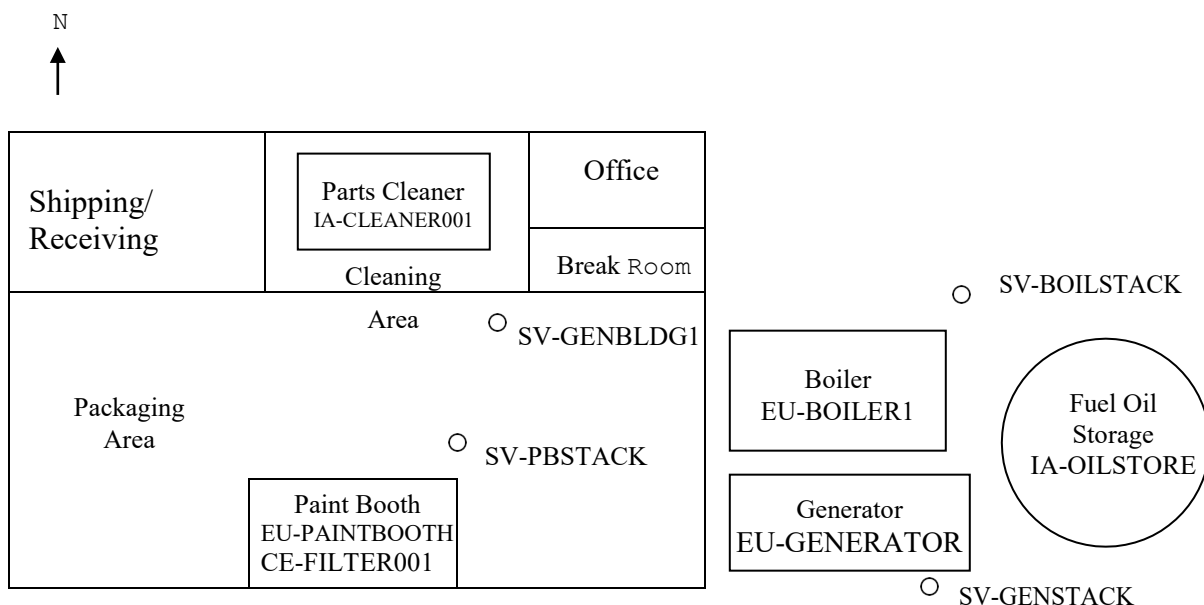 N
Shipping/
Receiving
Parts Cleaner
IA-CLEANER001
Cleaning
Area
Office
Break Room
SV-GENBLDG1
SV-BOILSTACK
Packaging
Area
SV-PBSTACK
Paint Booth
EU-PAINTBOOTH
CE-FILTER001
Boiler
EU-BOILER1
Fuel Oil
Storage
IA-OILSTORE
Generator
EU-GENERATOR
SV-GENSTACK